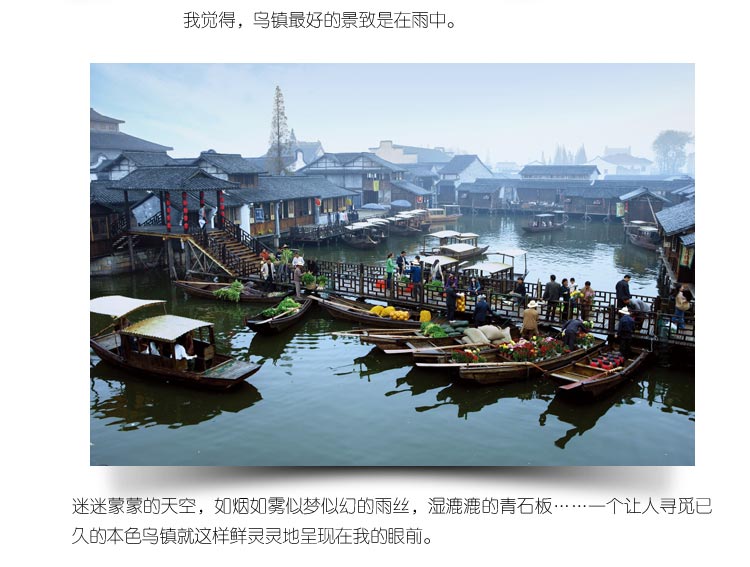 我觉得，乌镇最好的景致是在雨中。
迷迷蒙蒙的天空，如烟如雾似梦似幻的雨丝，湿漉漉的青石板……一个让人寻觅已
久的本色乌镇就这样鲜灵灵地呈现在我的眼前。